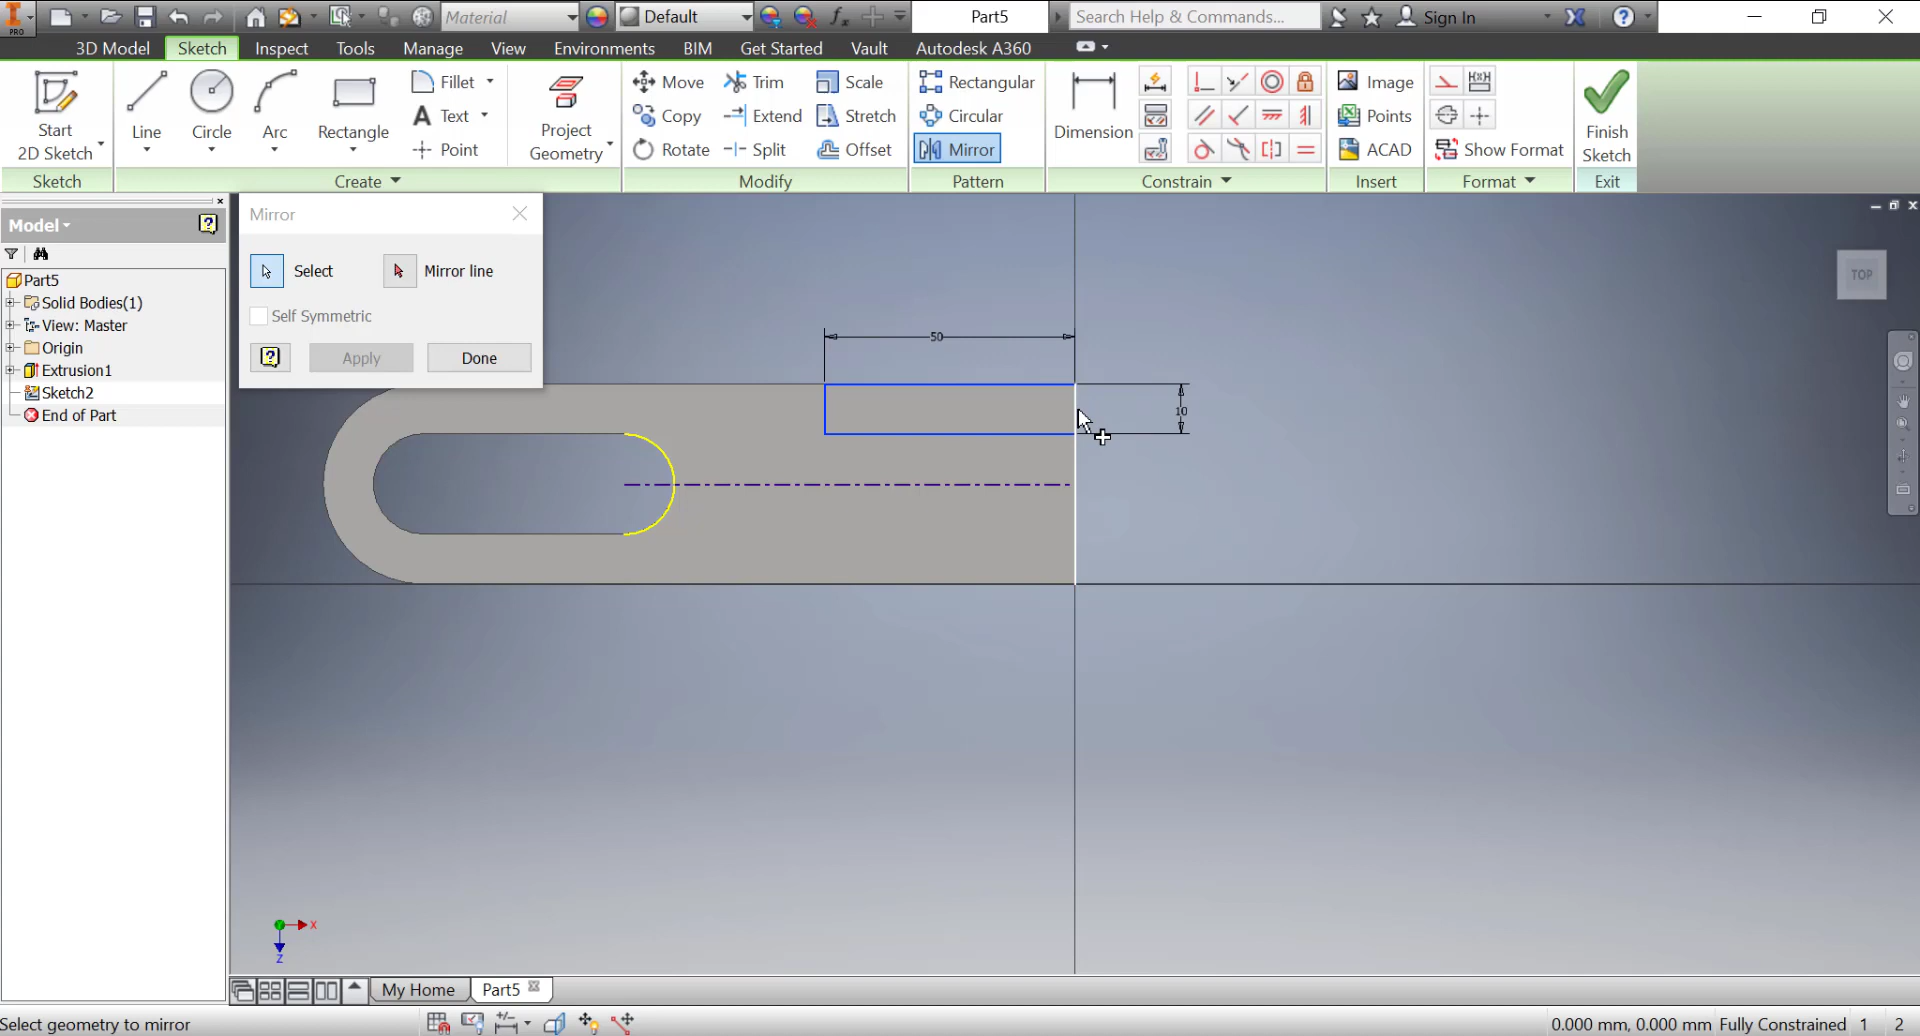 PRO
Material
Default
Part5
Search Help & Commands...
Sign In
3D Model
Sketch
Inspect
Tools
Manage
View
Environments
BIM
Get Started
Vault
Autodesk A360
Start
2D Sketch
Line
Circle
Arc
Rectangle
Fillet
Text
Point
Project
Geometry
Move
Copy
Rotate
Trim
Extend
Split
Scale
Stretch
Offset
Rectangular
Circular
Mirror
Dimension
Image
Points
ACAD
Show Format
Finish
Sketch
Sketch
Create
Modify
Pattern
Constrain
Insert
Format
Exit
Model
Part5
Solid Bodies(1)
View: Master
Origin
Extrusion1
Sketch2
End of Part
Mirror
Select
Mirror line
Self Symmetric
Apply
Done
TOP
50
10
X
Z
My Home
Part5
Select geometry to mirror
0.000 mm, 0.000 mm Fully Constrained 1 2